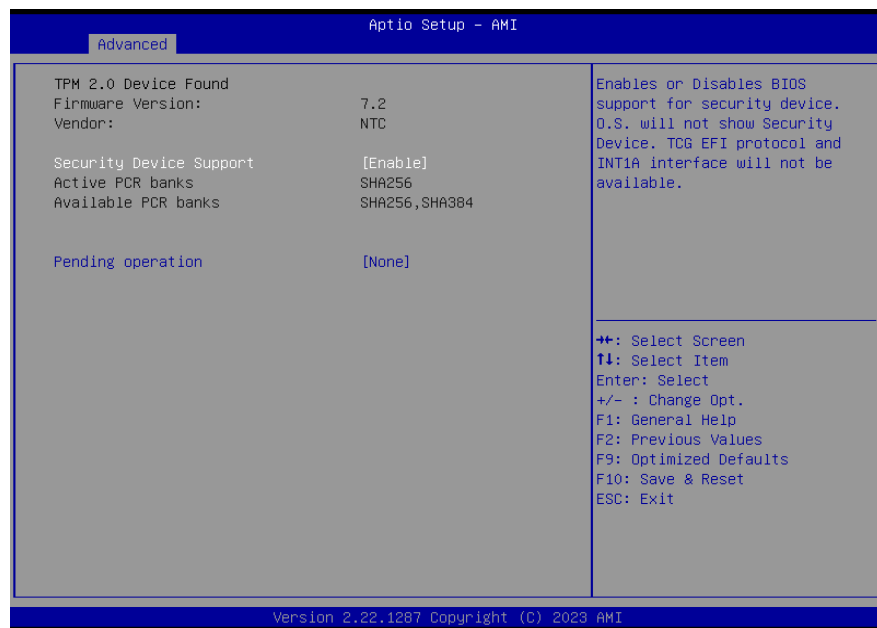 Aptio Setup – AMI
Advanced
TPM 2.0 Device Found
Firmware Version: 7.2
Vendor: NTC
Security Device Support [Enable]
Active PCR banks SHA256
Available PCR banks SHA256,SHA384
Pending operation [None]
Enables or Disables BIOS
support for security device.
O.S. will not show Security
Device. TCG EFI protocol and
INT1A interface will not be
available.
→←: Select Screen
↑↓: Select Item
Enter: Select
+/- : Change Opt.
F1: General Help
F2: Previous Values
F9: Optimized Defaults
F10: Save & Reset
ESC: Exit
Version 2.22.1287 Copyright (C) 2023 AMI